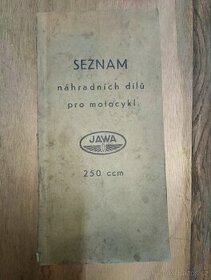 SEZNAM
náhradních dílů
pro motocykl
JAWA
250 ccm